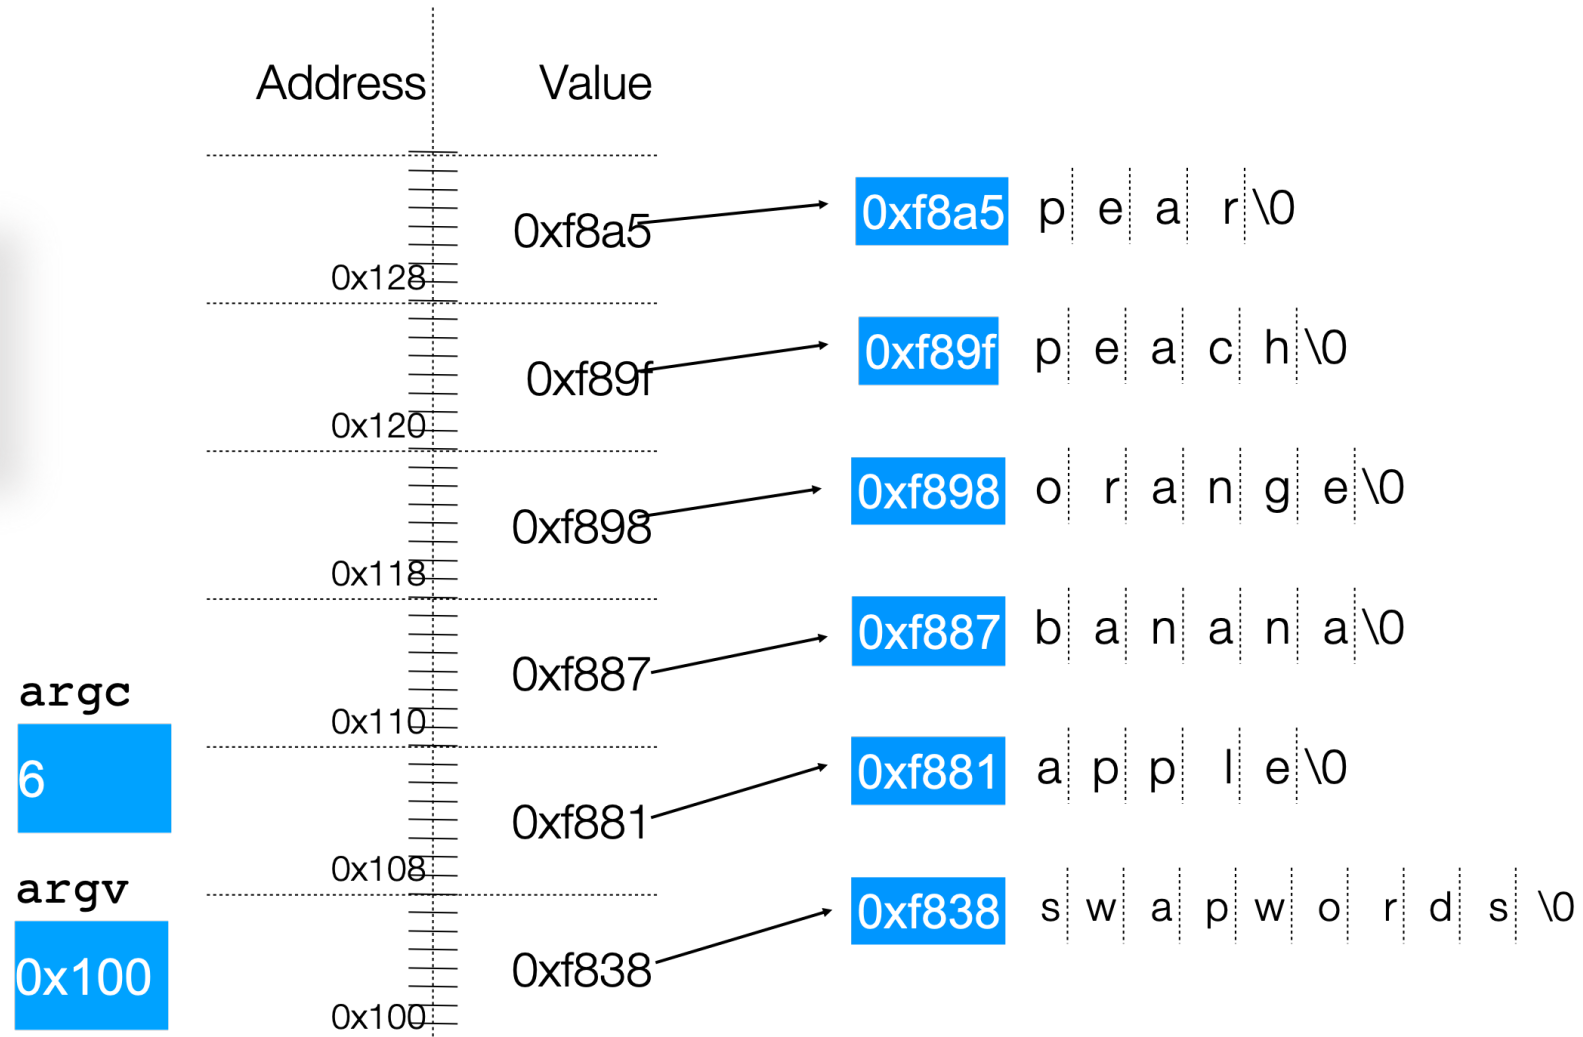 Address Value
0xf8a5 0xf8a5 p e a r \0
0x128
0xf89f 0xf89f p e a c h \0
0x120
0xf898 0xf898 o r a n g e \0
0x118
0xf887 0xf887 b a n a n a \0
argc
0x110
6
0xf881 0xf881 a p p l e \0
0x108
argv
0xf838 0xf838 s w a p w o r d s \0
0x100
0x100